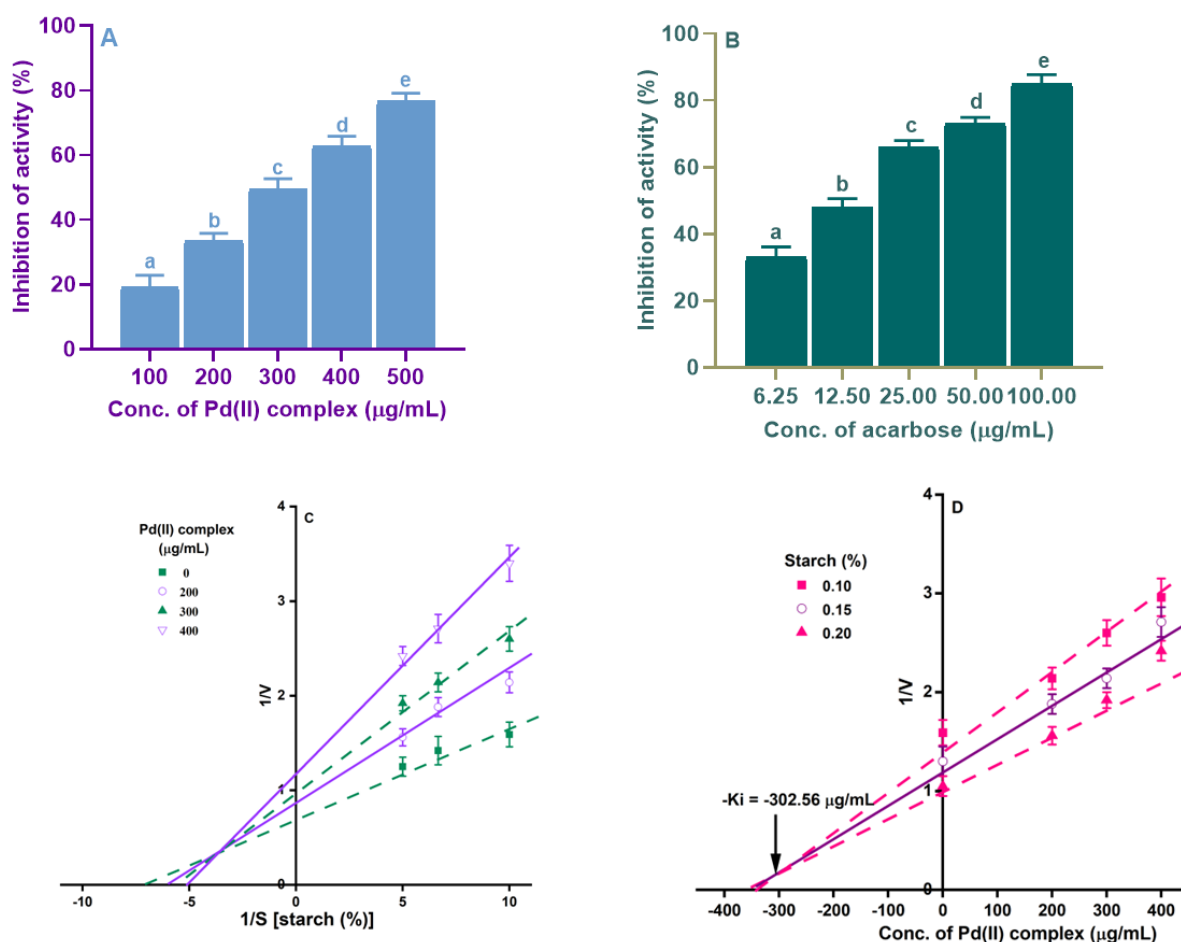 A
Inhibition of activity (%)
100
80
60
40
20
0
a
b
c
d
e
100 200 300 400 500
Conc. of Pd(II) complex (μg/mL)
B
Inhibition of activity (%)
100
80
60
40
20
0
a
b
c
d
e
6.25 12.50 25.00 50.00 100.00
Conc. of acarbose (μg/mL)
C
Pd(II) complex
(μg/mL)
0
200
300
400
1/V
4
3
2
1
0
-10 -5 0 5 10
1/S [starch (%)]
D
Starch (%)
0.10
0.15
0.20
1/V
4
3
2
1
0
-Ki = -302.56 μg/mL
-400 -300 -200 -100 0 100 200 300 400
Conc. of Pd(II) complex (μg/mL)